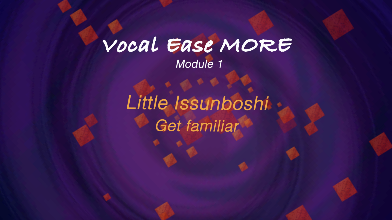 Vocal Ease MORE
Module 1
Little Issunboshi
Get familiar